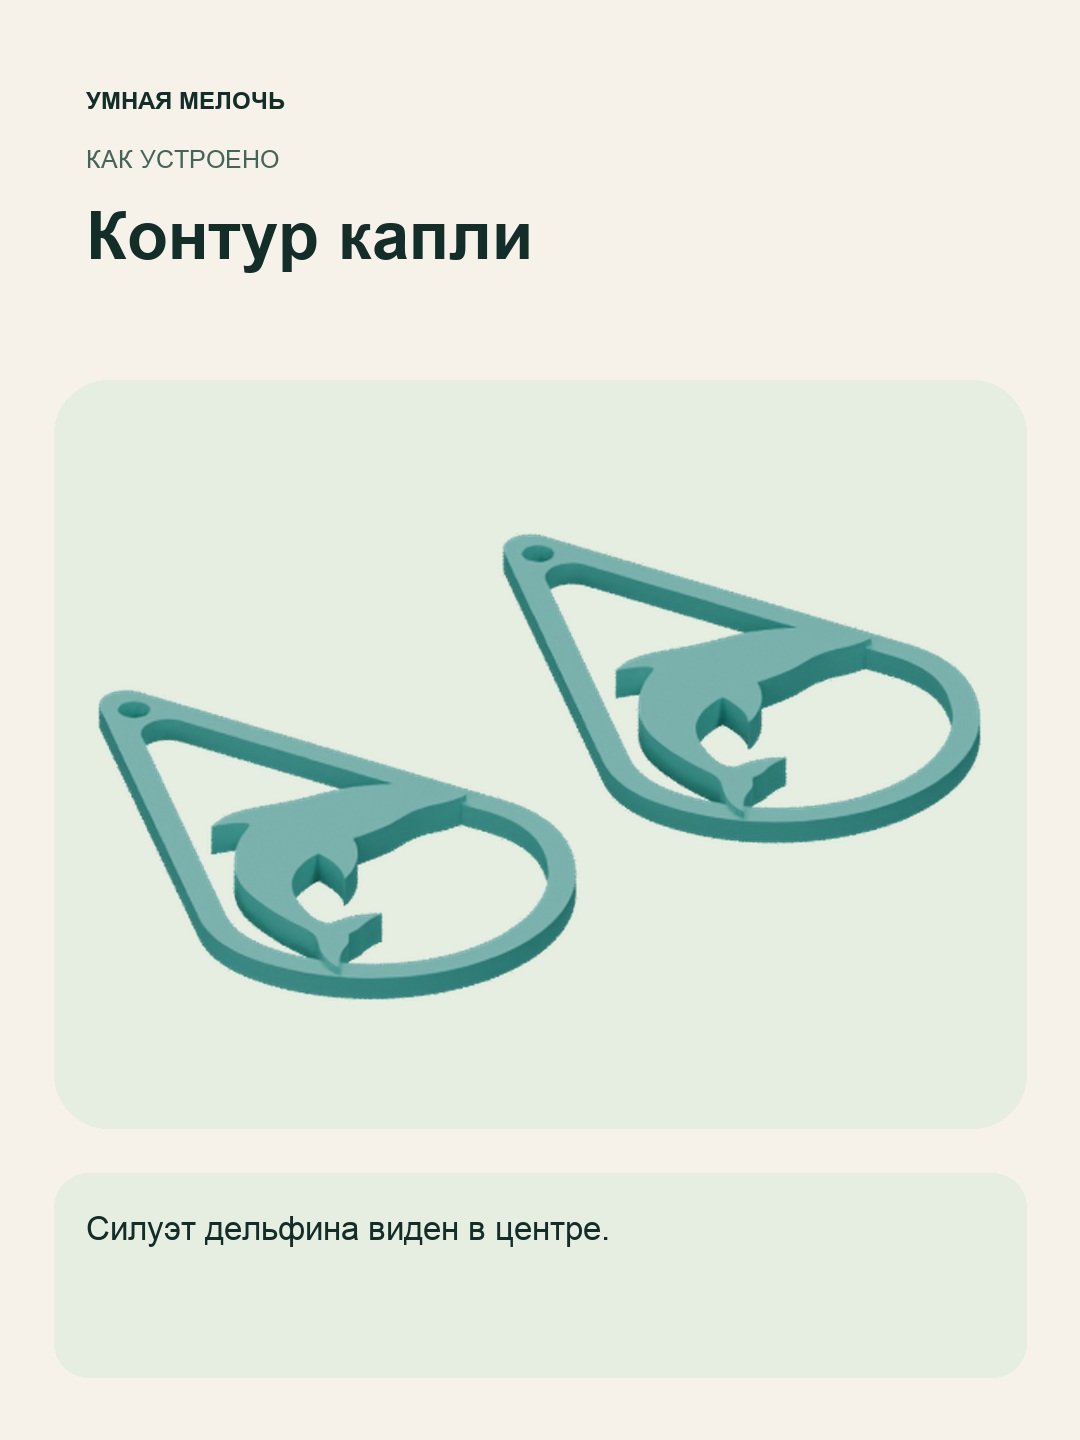 УМНАЯ МЕЛОЧЬ
КАК УСТРОЕНО
Контур капли
Силуэт дельфина виден в центре.